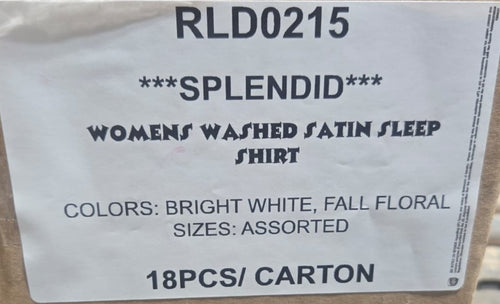 RLD0215
***SPLENDID***
WOMENS WASHED SATIN SLEEP
SHIRT
COLORS: BRIGHT WHITE, FALL FLORAL
SIZES: ASSORTED
18PCS/ CARTON